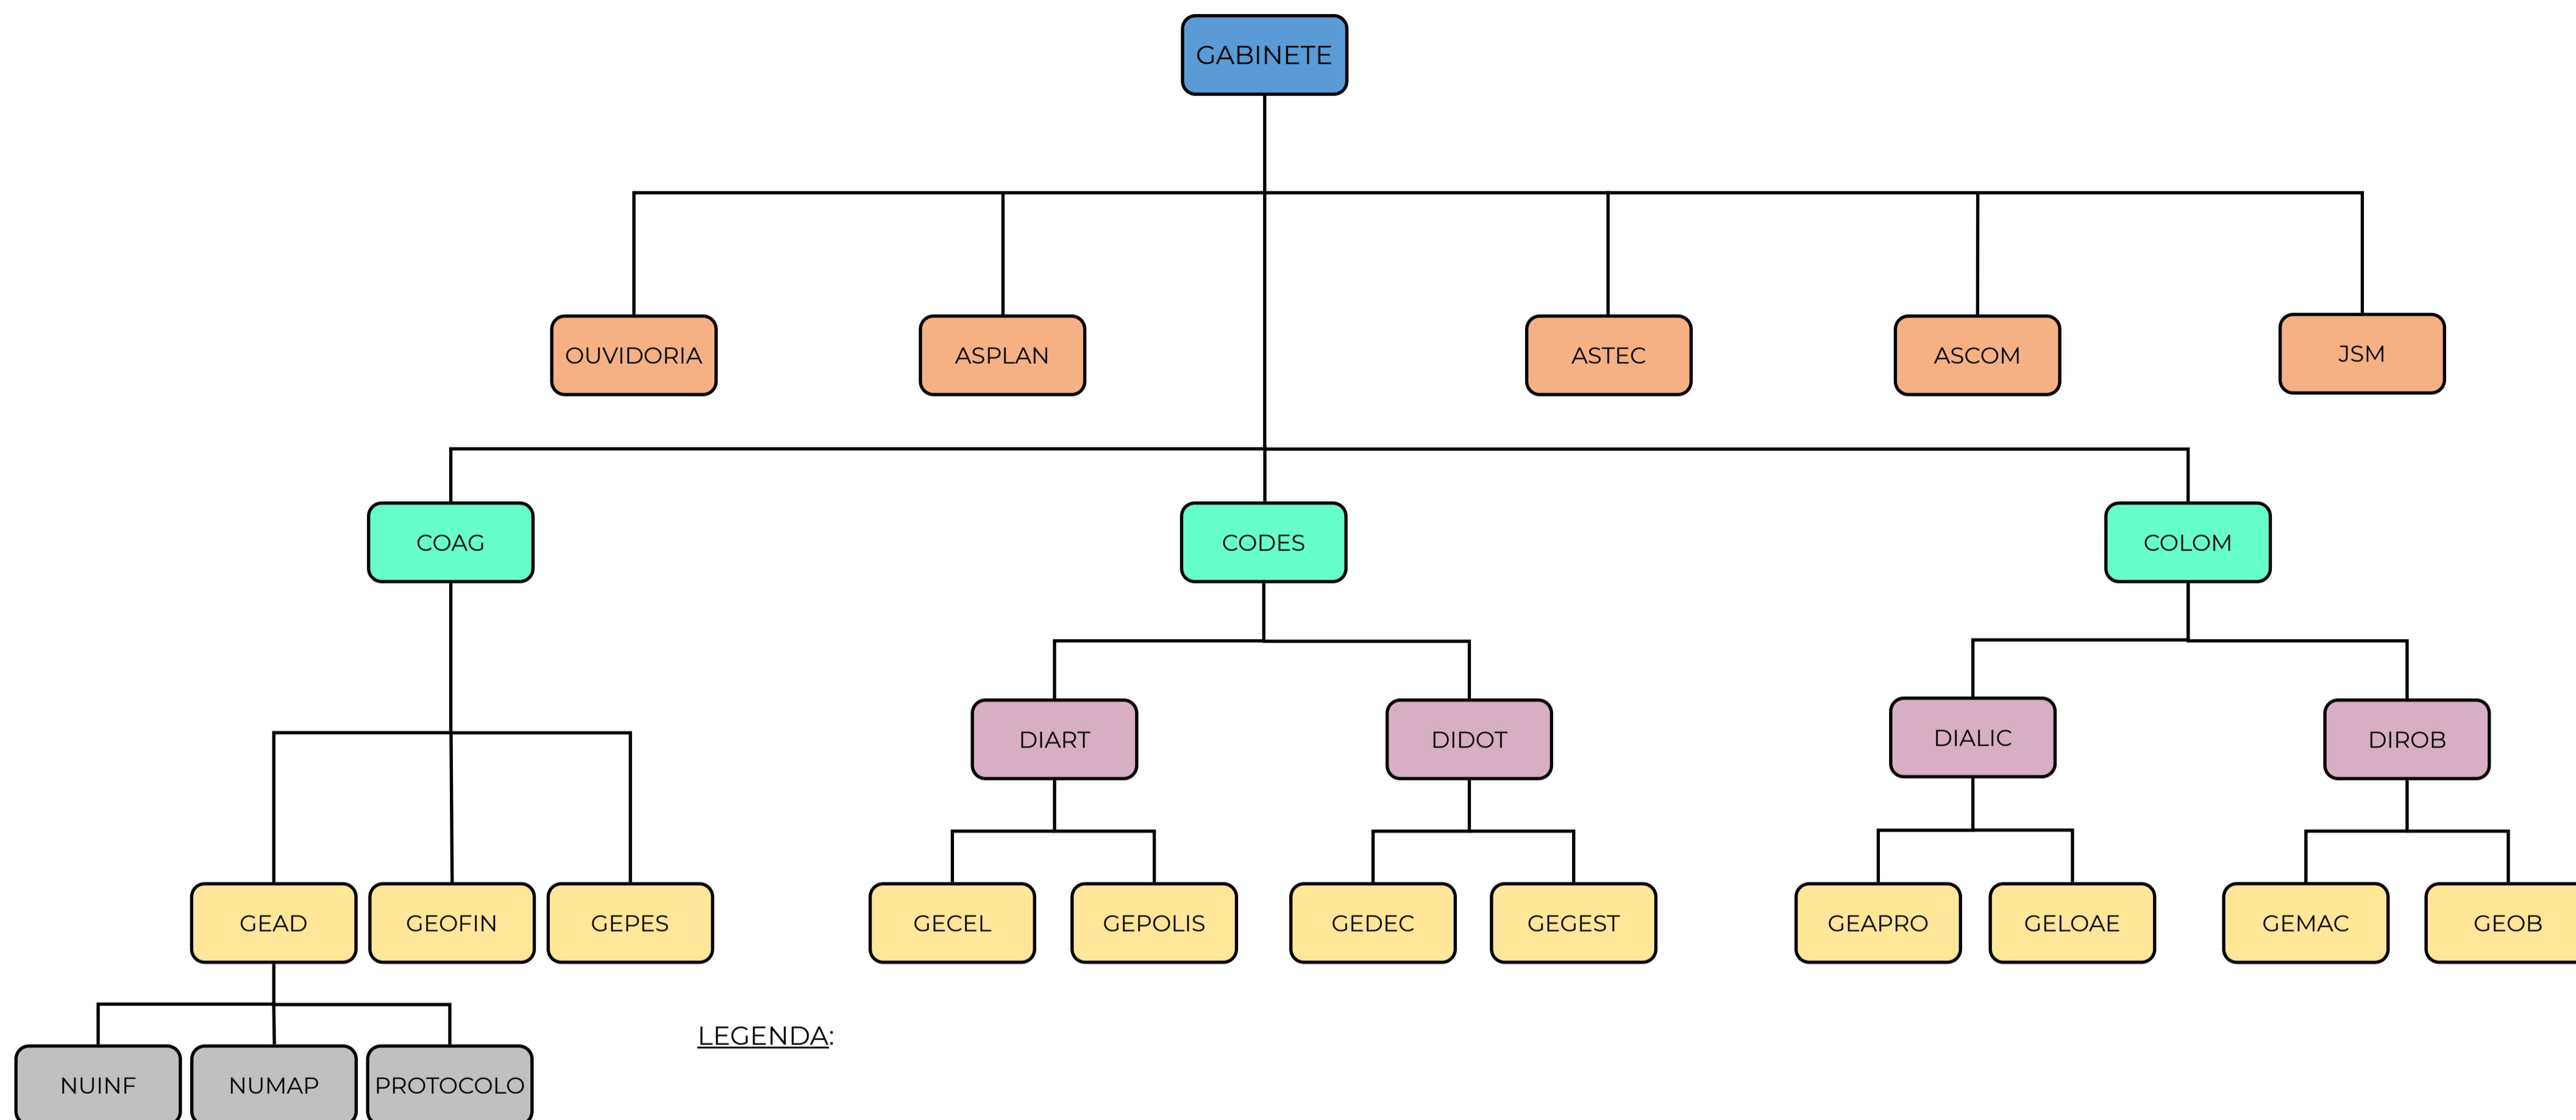 GABINETE
OUVIDORIA
ASPLAN
ASTEC
ASCOM
JSM
COAG
CODES
COLOM
DIART
DIDOT
DIALIC
DIROB
GEAD
GEOFIN
GEPES
GECEL
GEPOLIS
GEDEC
GEGEST
GEAPRO
GELOAE
GEMAC
GEOB
LEGENDA:
NUINF
NUMAP
PROTOCOLO